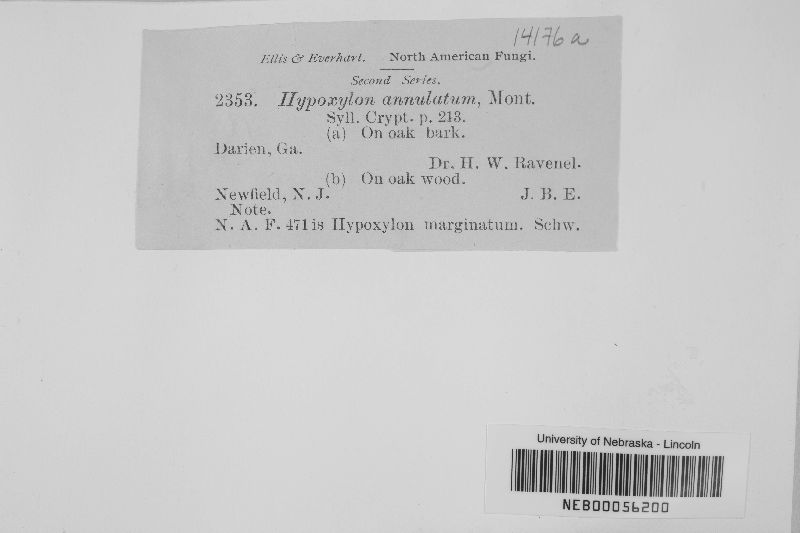 14176 a
Ellis & Everhart. North American Fungi.
Second Series.
2353. Hypoxylon annulatum, Mont.
Syll. Crypt. p. 213.
(a) On oak bark.
Darien, Ga.
Dr. H. W. Ravenel.
(b) On oak wood.
Newfield, N. J. J. B. E.
Note.
N. A. F. 471 is Hypoxylon marginatum. Schw.
University of Nebraska - Lincoln
NEB00056200